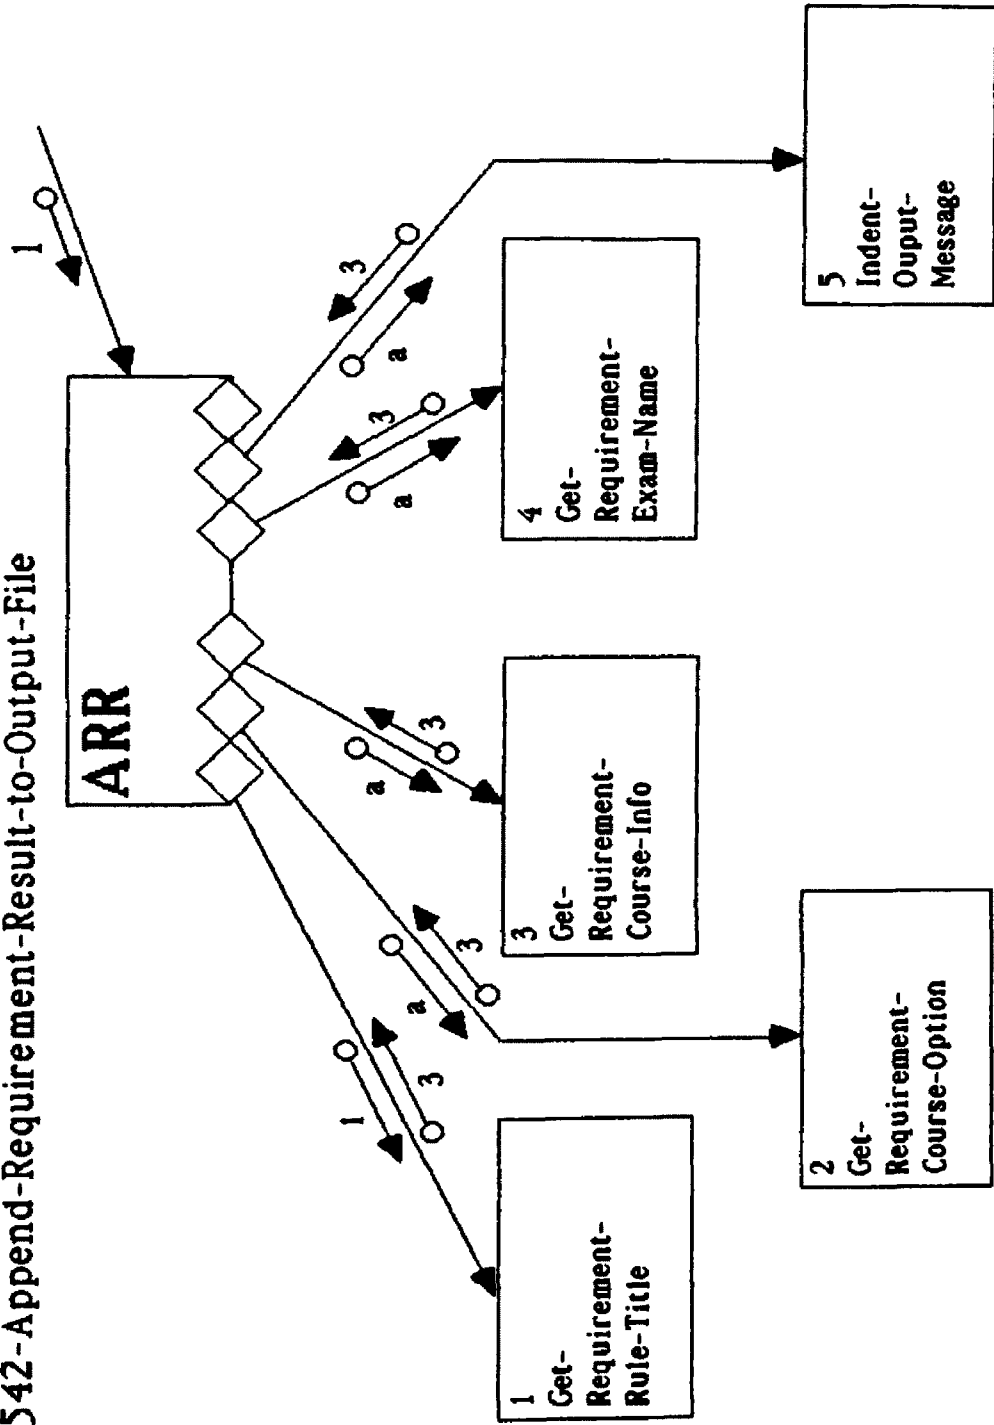 542-Append-Requirement-Result-to-Output-File
1
ARR
1
3
a
3
a
3
a
3
a
3
1
Get-
Requirement-
Rule-Title
2
Get-
Requirement-
Course-Option
3
Get-
Requirement-
Course-Info
4
Get-
Requirement-
Exam-Name
5
Indent-
Ouput-
Message